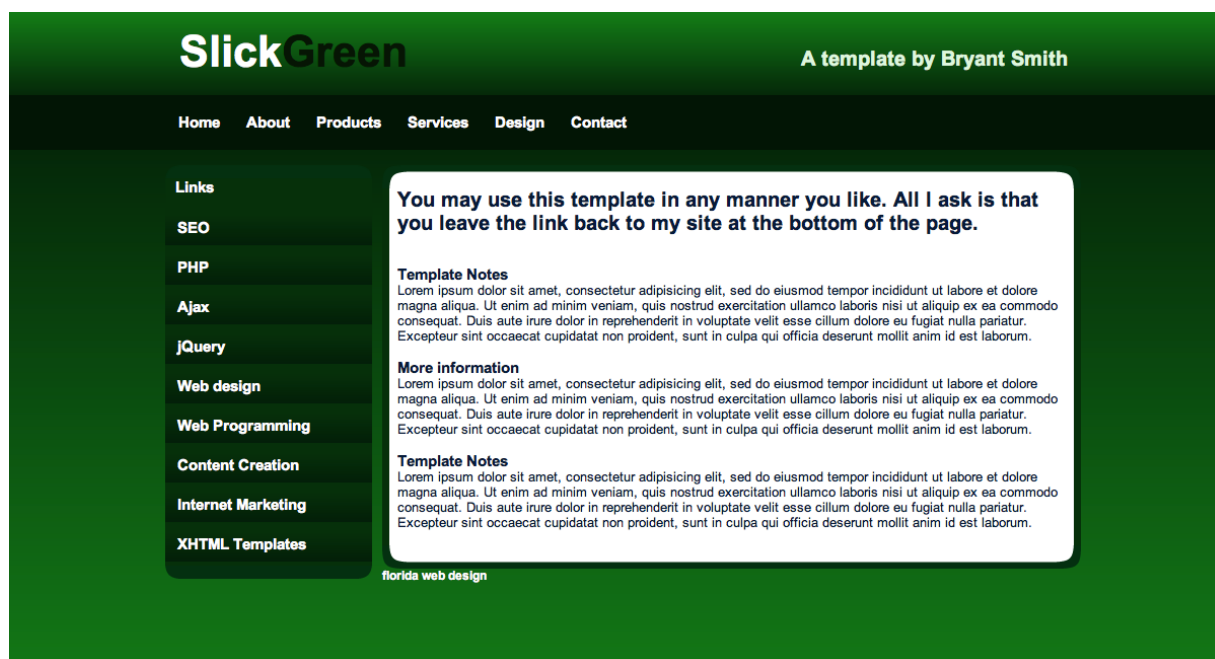 SlickGreen
A template by Bryant Smith
Home About Products Services Design Contact
Links
SEO
PHP
Ajax
jQuery
Web design
Web Programming
Content Creation
Internet Marketing
XHTML Templates
You may use this template in any manner you like. All I ask is that
you leave the link back to my site at the bottom of the page.
Template Notes
Lorem ipsum dolor sit amet, consectetur adipisicing elit, sed do eiusmod tempor incididunt ut labore et dolore
magna aliqua. Ut enim ad minim veniam, quis nostrud exercitation ullamco laboris nisi ut aliquip ex ea commodo
consequat. Duis aute irure dolor in reprehenderit in voluptate velit esse cillum dolore eu fugiat nulla pariatur.
Excepteur sint occaecat cupidatat non proident, sunt in culpa qui officia deserunt mollit anim id est laborum.
More information
Lorem ipsum dolor sit amet, consectetur adipisicing elit, sed do eiusmod tempor incididunt ut labore et dolore
magna aliqua. Ut enim ad minim veniam, quis nostrud exercitation ullamco laboris nisi ut aliquip ex ea commodo
consequat. Duis aute irure dolor in reprehenderit in voluptate velit esse cillum dolore eu fugiat nulla pariatur.
Excepteur sint occaecat cupidatat non proident, sunt in culpa qui officia deserunt mollit anim id est laborum.
Template Notes
Lorem ipsum dolor sit amet, consectetur adipisicing elit, sed do eiusmod tempor incididunt ut labore et dolore
magna aliqua. Ut enim ad minim veniam, quis nostrud exercitation ullamco laboris nisi ut aliquip ex ea commodo
consequat. Duis aute irure dolor in reprehenderit in voluptate velit esse cillum dolore eu fugiat nulla pariatur.
Excepteur sint occaecat cupidatat non proident, sunt in culpa qui officia deserunt mollit anim id est laborum.
florida web design